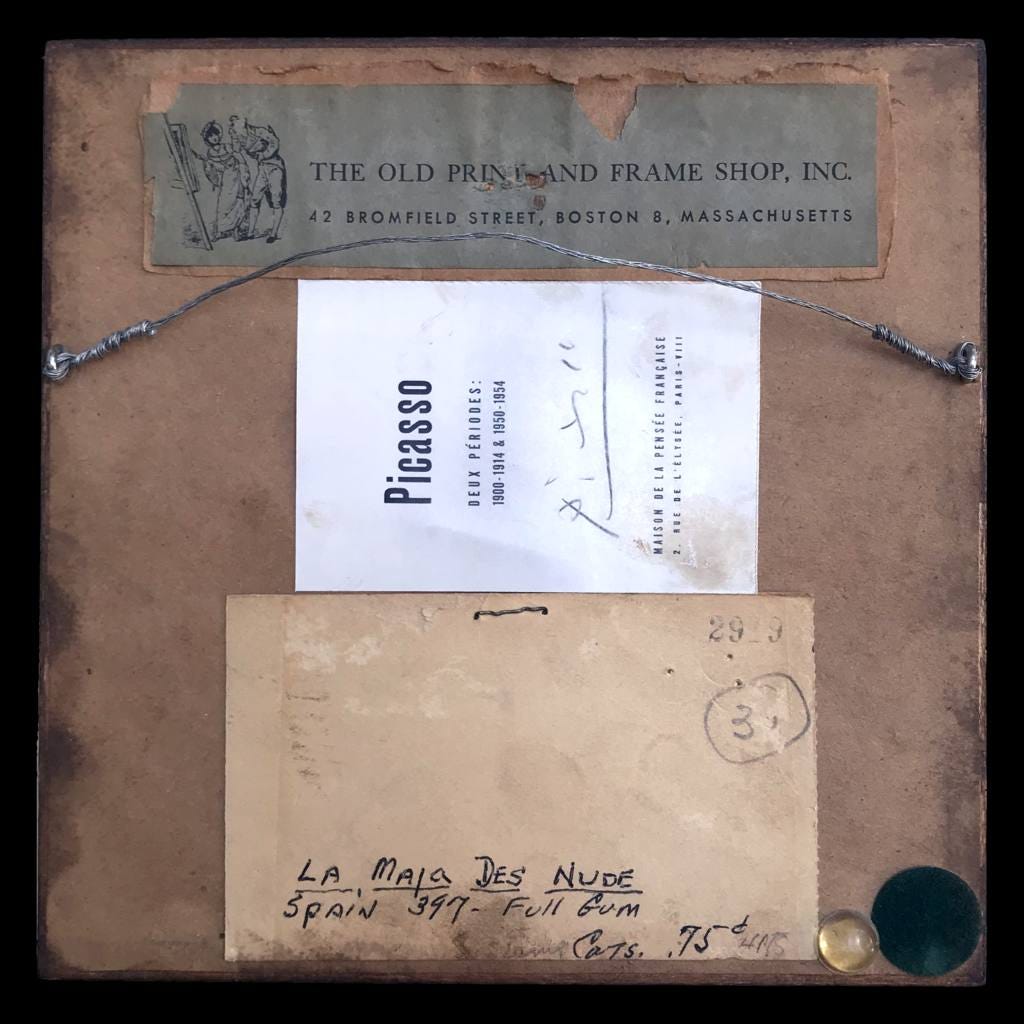 THE OLD PRINT AND FRAME SHOP, INC.
42 BROMFIELD STREET, BOSTON 8, MASSACHUSETTS
Picasso
DEUX PÉRIODES:
1900-1914 & 1950-1954
Picasso
MAISON DE LA PENSÉE FRANÇAISE
2, RUE DE L'ÉLYSÉE, PARIS-VIII
3
LA MAJA DES NUDE
SPAIN 397- Full Gum
Cats. .75¢